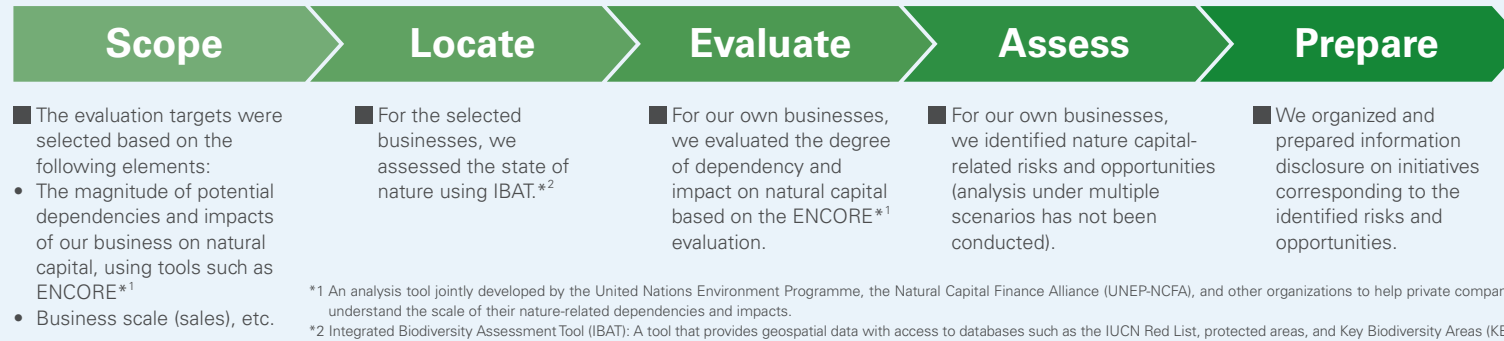 Scope
Locate
Evaluate
Assess
Prepare
■ The evaluation targets were
selected based on the
following elements:
• The magnitude of potential
dependencies and impacts
of our business on natural
capital, using tools such as
ENCORE*1
• Business scale (sales), etc.
■ For the selected
businesses, we
assessed the state of
nature using IBAT.*2
■ For our own businesses,
we evaluated the degree
of dependency and
impact on natural capital
based on the ENCORE*1
evaluation.
■ For our own businesses,
we identified nature capital-
related risks and opportunities
(analysis under multiple
scenarios has not been
conducted).
■ We organized and
prepared information
disclosure on initiatives
corresponding to the
identified risks and
opportunities.
*1 An analysis tool jointly developed by the United Nations Environment Programme, the Natural Capital Finance Alliance (UNEP-NCFA), and other organizations to help private
understand the scale of their nature-related dependencies and impacts.
*2 Integrated Biodiversity Assessment Tool (IBAT): A tool that provides geospatial data with access to databases such as the IUCN Red List, protected areas, and Key Biodiversity Areas